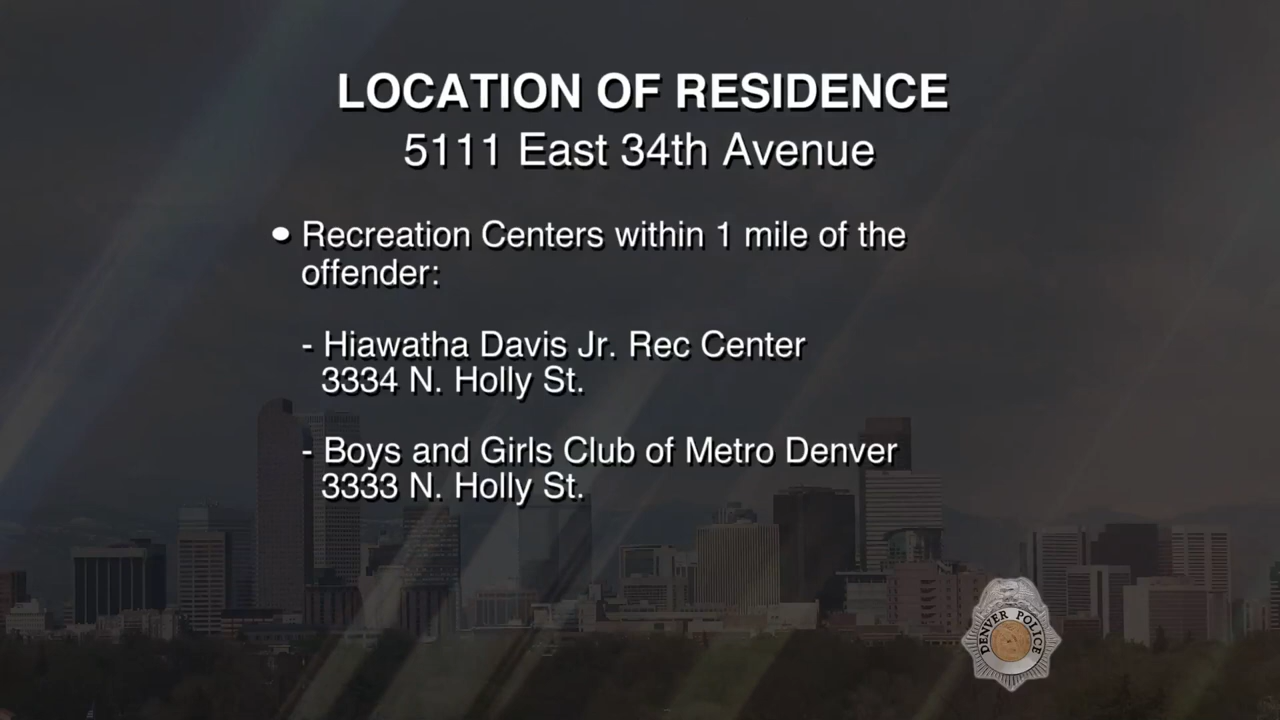 LOCATION OF RESIDENCE
5111 East 34th Avenue
• Recreation Centers within 1 mile of the
offender:
- Hiawatha Davis Jr. Rec Center
3334 N. Holly St.
- Boys and Girls Club of Metro Denver
3333 N. Holly St.
DENVER POLICE